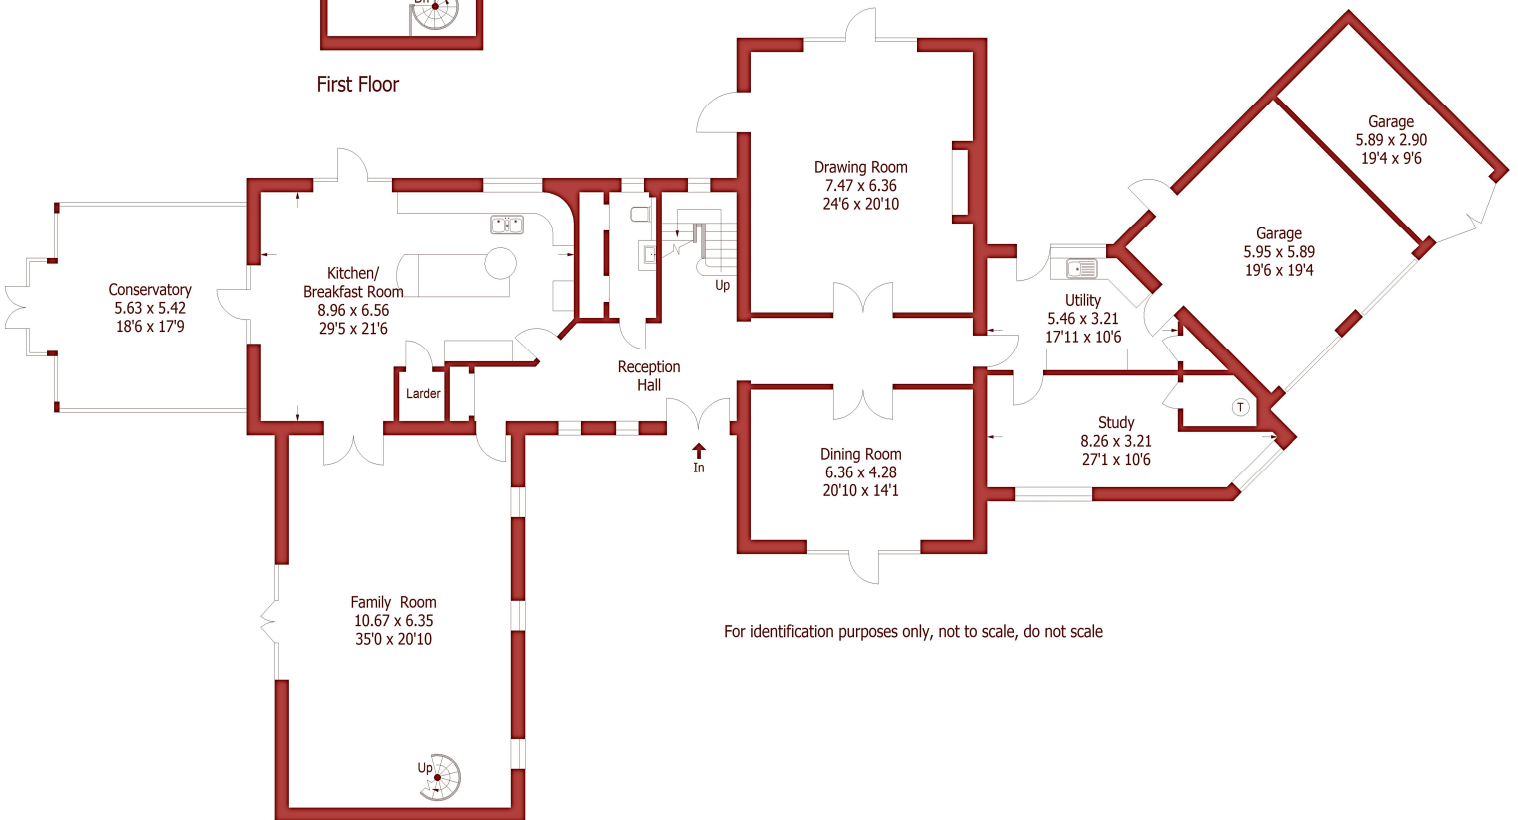 Dn
First Floor
Garage
5.89 x 2.90
19'4 x 9'6
Drawing Room
7.47 x 6.36
24'6 x 20'10
Garage
5.95 x 5.89
19'6 x 19'4
Conservatory
5.63 x 5.42
18'6 x 17'9
Kitchen/
Breakfast Room
8.96 x 6.56
29'5 x 21'6
Up
Utility
5.46 x 3.21
17'11 x 10'6
Reception
Hall
Larder
T
Study
8.26 x 3.21
27'1 x 10'6
In
Dining Room
6.36 x 4.28
20'10 x 14'1
Family Room
10.67 x 6.35
35'0 x 20'10
For identification purposes only, not to scale, do not scale
Up